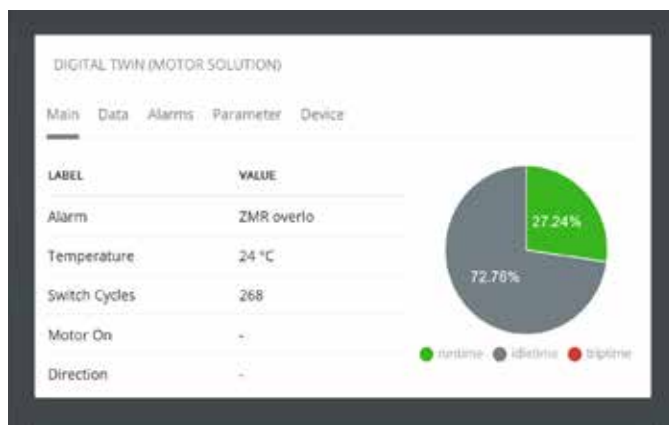 DIGITAL TWIN (MOTOR SOLUTION)
Main Data Alarms Parameter Device
LABEL VALUE
Alarm ZMR overlo
Temperature 24 °C
Switch Cycles 268
Motor On -
Direction -
27.24%
72.76%
runtime idletime triptime